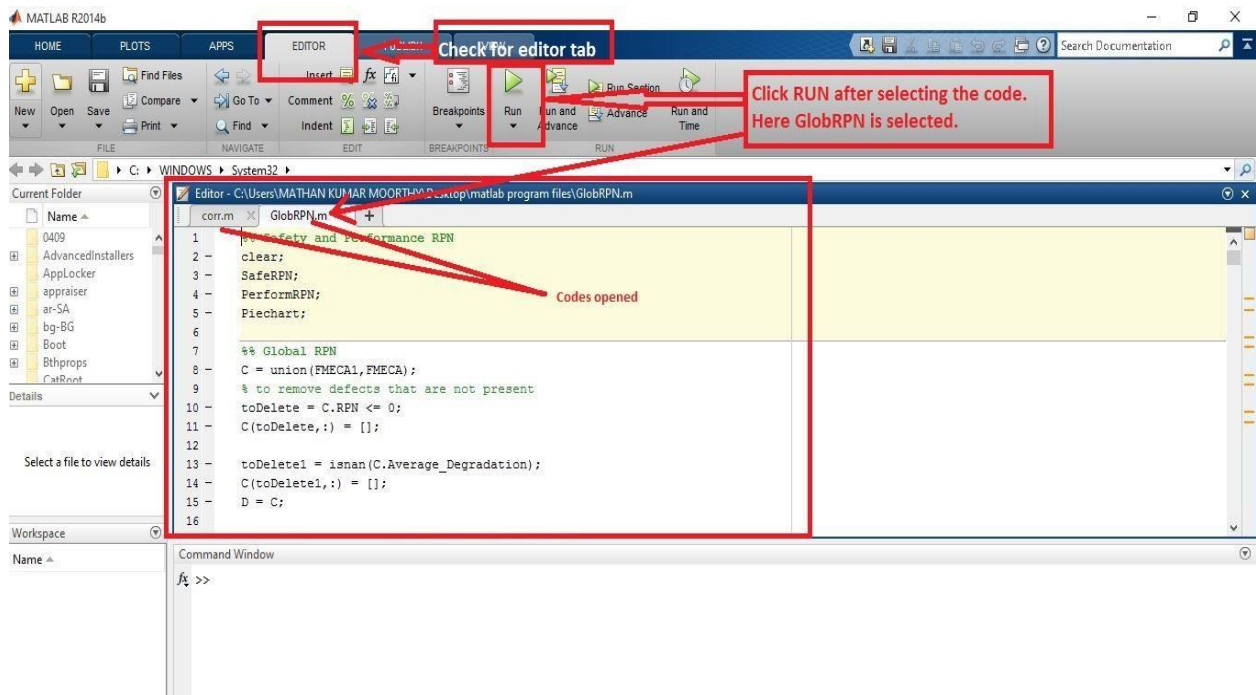 MATLAB R2014b
HOME PLOTS APPS EDITOR
Check for editor tab
Search Documentation
New Open Save
Find Files
Compare
Print
Go To
Find
Insert fx
Comment
Indent
Breakpoints
Run
Run and Advance
Run Section
Advance
Run and Time
Click RUN after selecting the code.
Here GlobRPN is selected.
FILE NAVIGATE EDIT BREAKPOINTS RUN
C: WINDOWS System32
Current Folder
Name
0409
AdvancedInstallers
AppLocker
appraiser
ar-SA
bg-BG
Boot
Bthprops
CatRoot
Details
Select a file to view details
Workspace
Name
Editor - C:\Users\MATHAN KUMAR MOORTHY\Desktop\matlab program files\GlobRPN.m
corr.m GlobRPN.m +
1 %% Safety and Performance RPN
2 - clear;
3 - SafeRPN;
4 - PerformRPN;
5 - Piechart;
6
7 %% Global RPN
8 - C = union(FMECA1,FMECA);
9 % to remove defects that are not present
10 - toDelete = C.RPN <= 0;
11 - C(toDelete,:) = [];
12
13 - toDelete1 = isnan(C.Average_Degradation);
14 - C(toDelete1,:) = [];
15 - D = C;
16
Codes opened
Command Window
fx >>